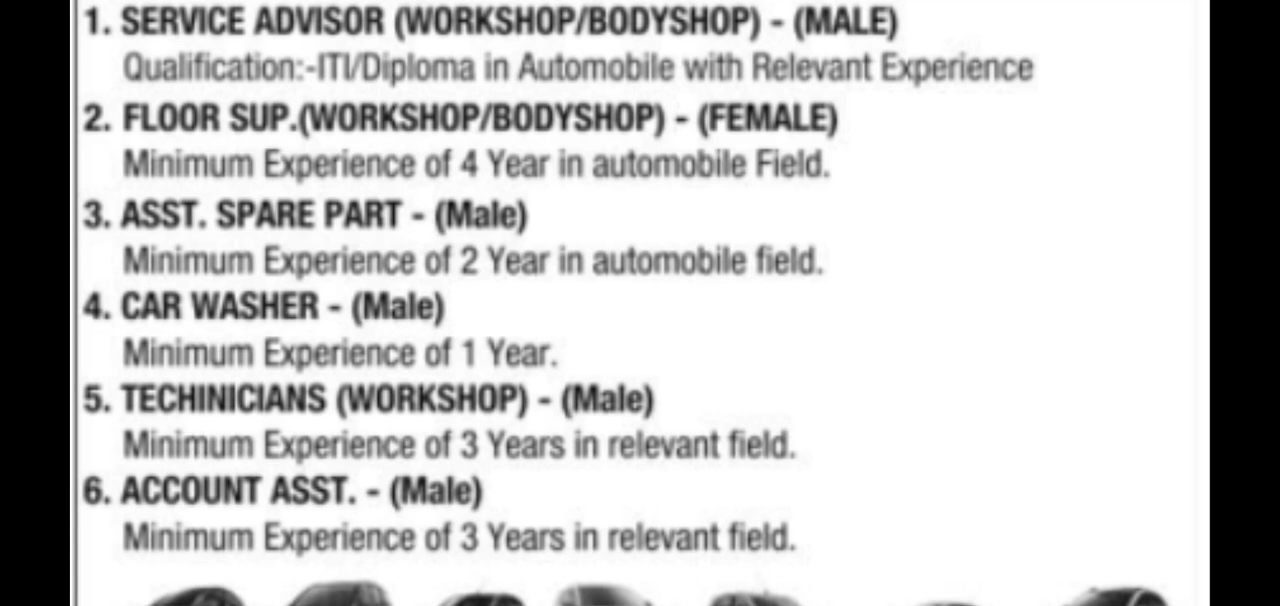 1. SERVICE ADVISOR (WORKSHOP/BODYSHOP) - (MALE)
Qualification:-ITI/Diploma in Automobile with Relevant Experience
2. FLOOR SUP.(WORKSHOP/BODYSHOP) - (FEMALE)
Minimum Experience of 4 Year in automobile Field.
3. ASST. SPARE PART - (Male)
Minimum Experience of 2 Year in automobile field.
4. CAR WASHER - (Male)
Minimum Experience of 1 Year.
5. TECHINICIANS (WORKSHOP) - (Male)
Minimum Experience of 3 Years in relevant field.
6. ACCOUNT ASST. - (Male)
Minimum Experience of 3 Years in relevant field.